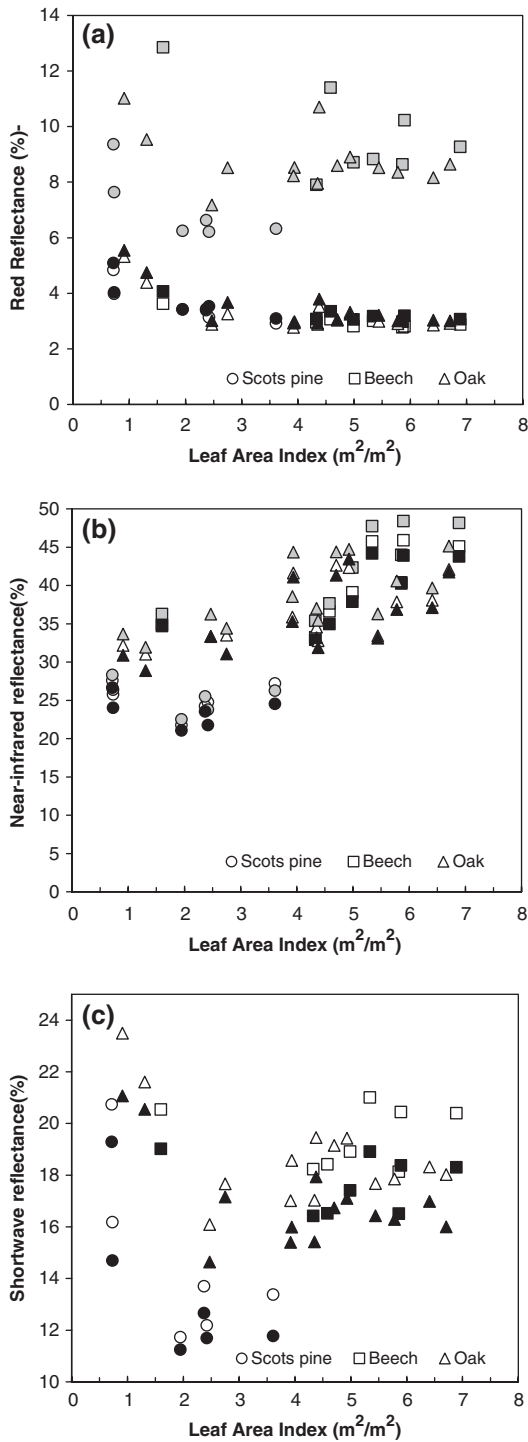 (a)
14
12
10
8
6
4
2
0
Red Reflectance (%)-
Scots pine Beech Oak
0 1 2 3 4 5 6 7 8
Leaf Area Index (m²/m²)
(b)
50
45
40
35
30
25
20
15
10
5
0
Near-infrared reflectance(%)
Scots pine Beech Oak
0 1 2 3 4 5 6 7 8
Leaf Area Index (m²/m²)
(c)
24
22
20
18
16
14
12
10
Shortwave reflectance(%)
Scots pine Beech Oak
0 1 2 3 4 5 6 7 8
Leaf Area Index (m²/m²)